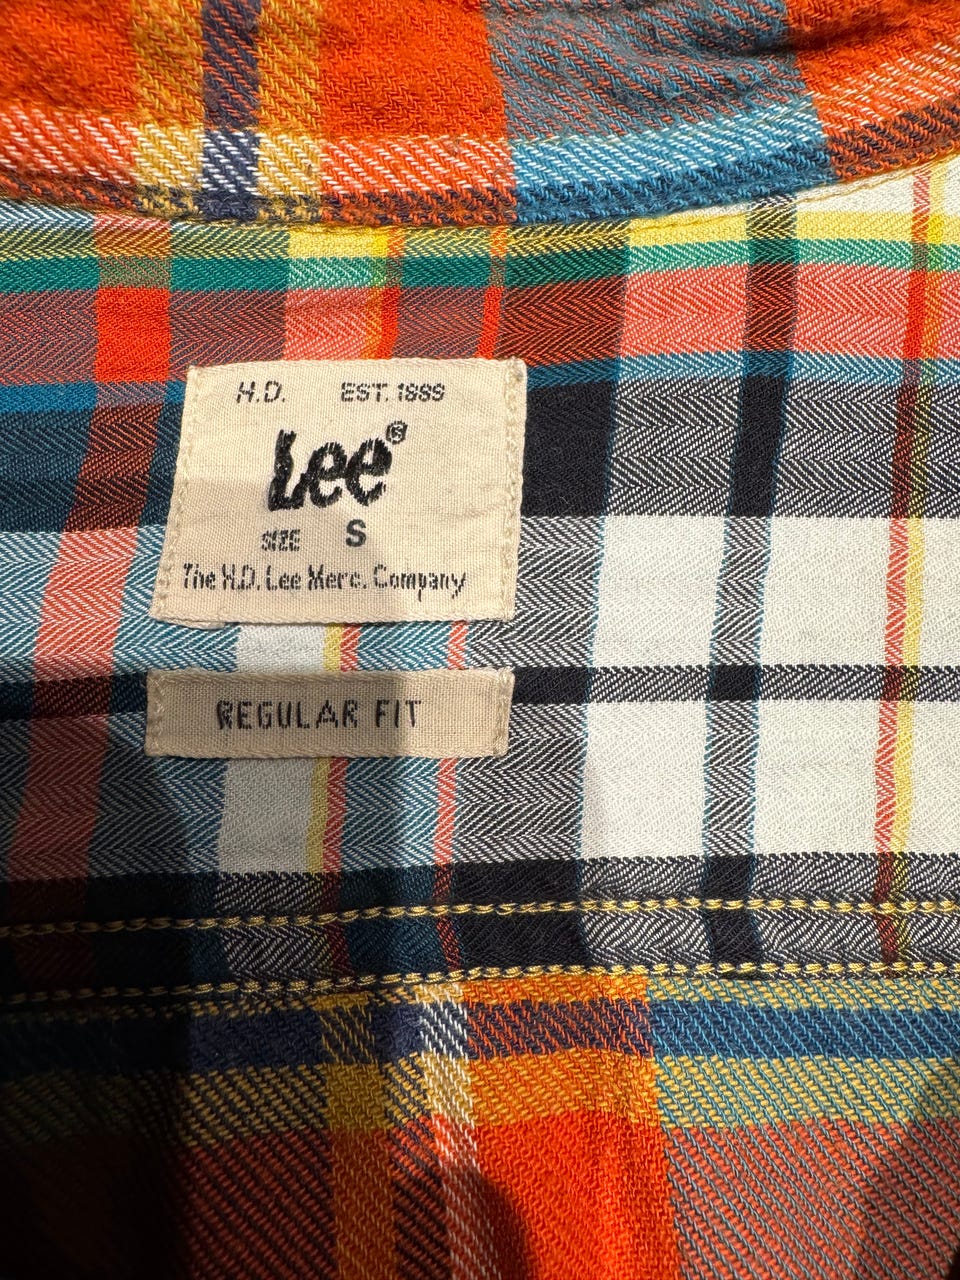 H.D. EST. 1889
Lee®
SIZE S
The H.D. Lee Merc. Company
REGULAR FIT